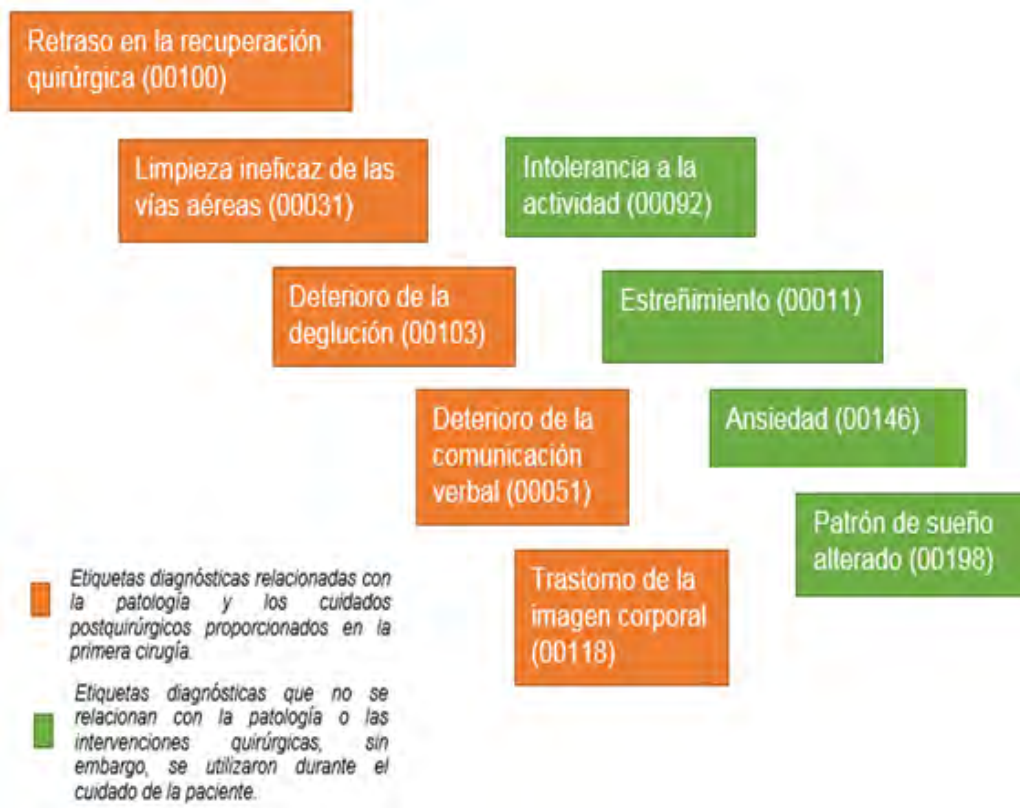 Retraso en la recuperación
quirúrgica (00100)
Limpieza ineficaz de las
vías aéreas (00031)
Intolerancia a la
actividad (00092)
Deterioro de la
deglución (00103)
Estreñimiento (00011)
Deterioro de la
comunicación
verbal (00051)
Ansiedad (00146)
Patrón de sueño
alterado (00198)
Trastorno de la
imagen corporal
(00118)
Etiquetas diagnósticas relacionadas con
la patología y los cuidados
postquirúrgicos proporcionados en la
primera cirugía.
Etiquetas diagnósticas que no se
relacionan con la patología o las
intervenciones quirúrgicas, sin
embargo, se utilizaron durante el
cuidado de la paciente.